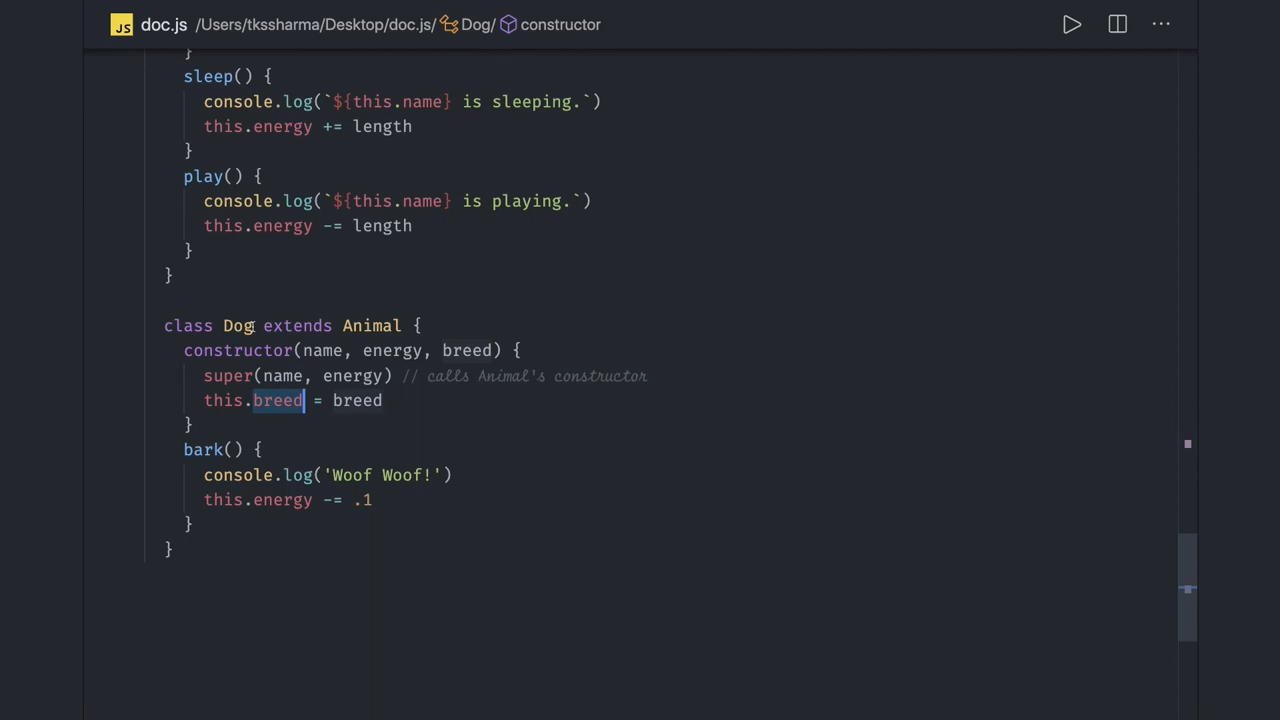 JS doc.js /Users/tkssharma/Desktop/doc.js/ Dog/ constructor
}
sleep() {
console.log(`${this.name} is sleeping.`)
this.energy += length
}
play() {
console.log(`${this.name} is playing.`)
this.energy -= length
}
}
class Dog extends Animal {
constructor(name, energy, breed) {
super(name, energy) // calls Animal's constructor
this.breed = breed
}
bark() {
console.log('Woof Woof!')
this.energy -= .1
}
}